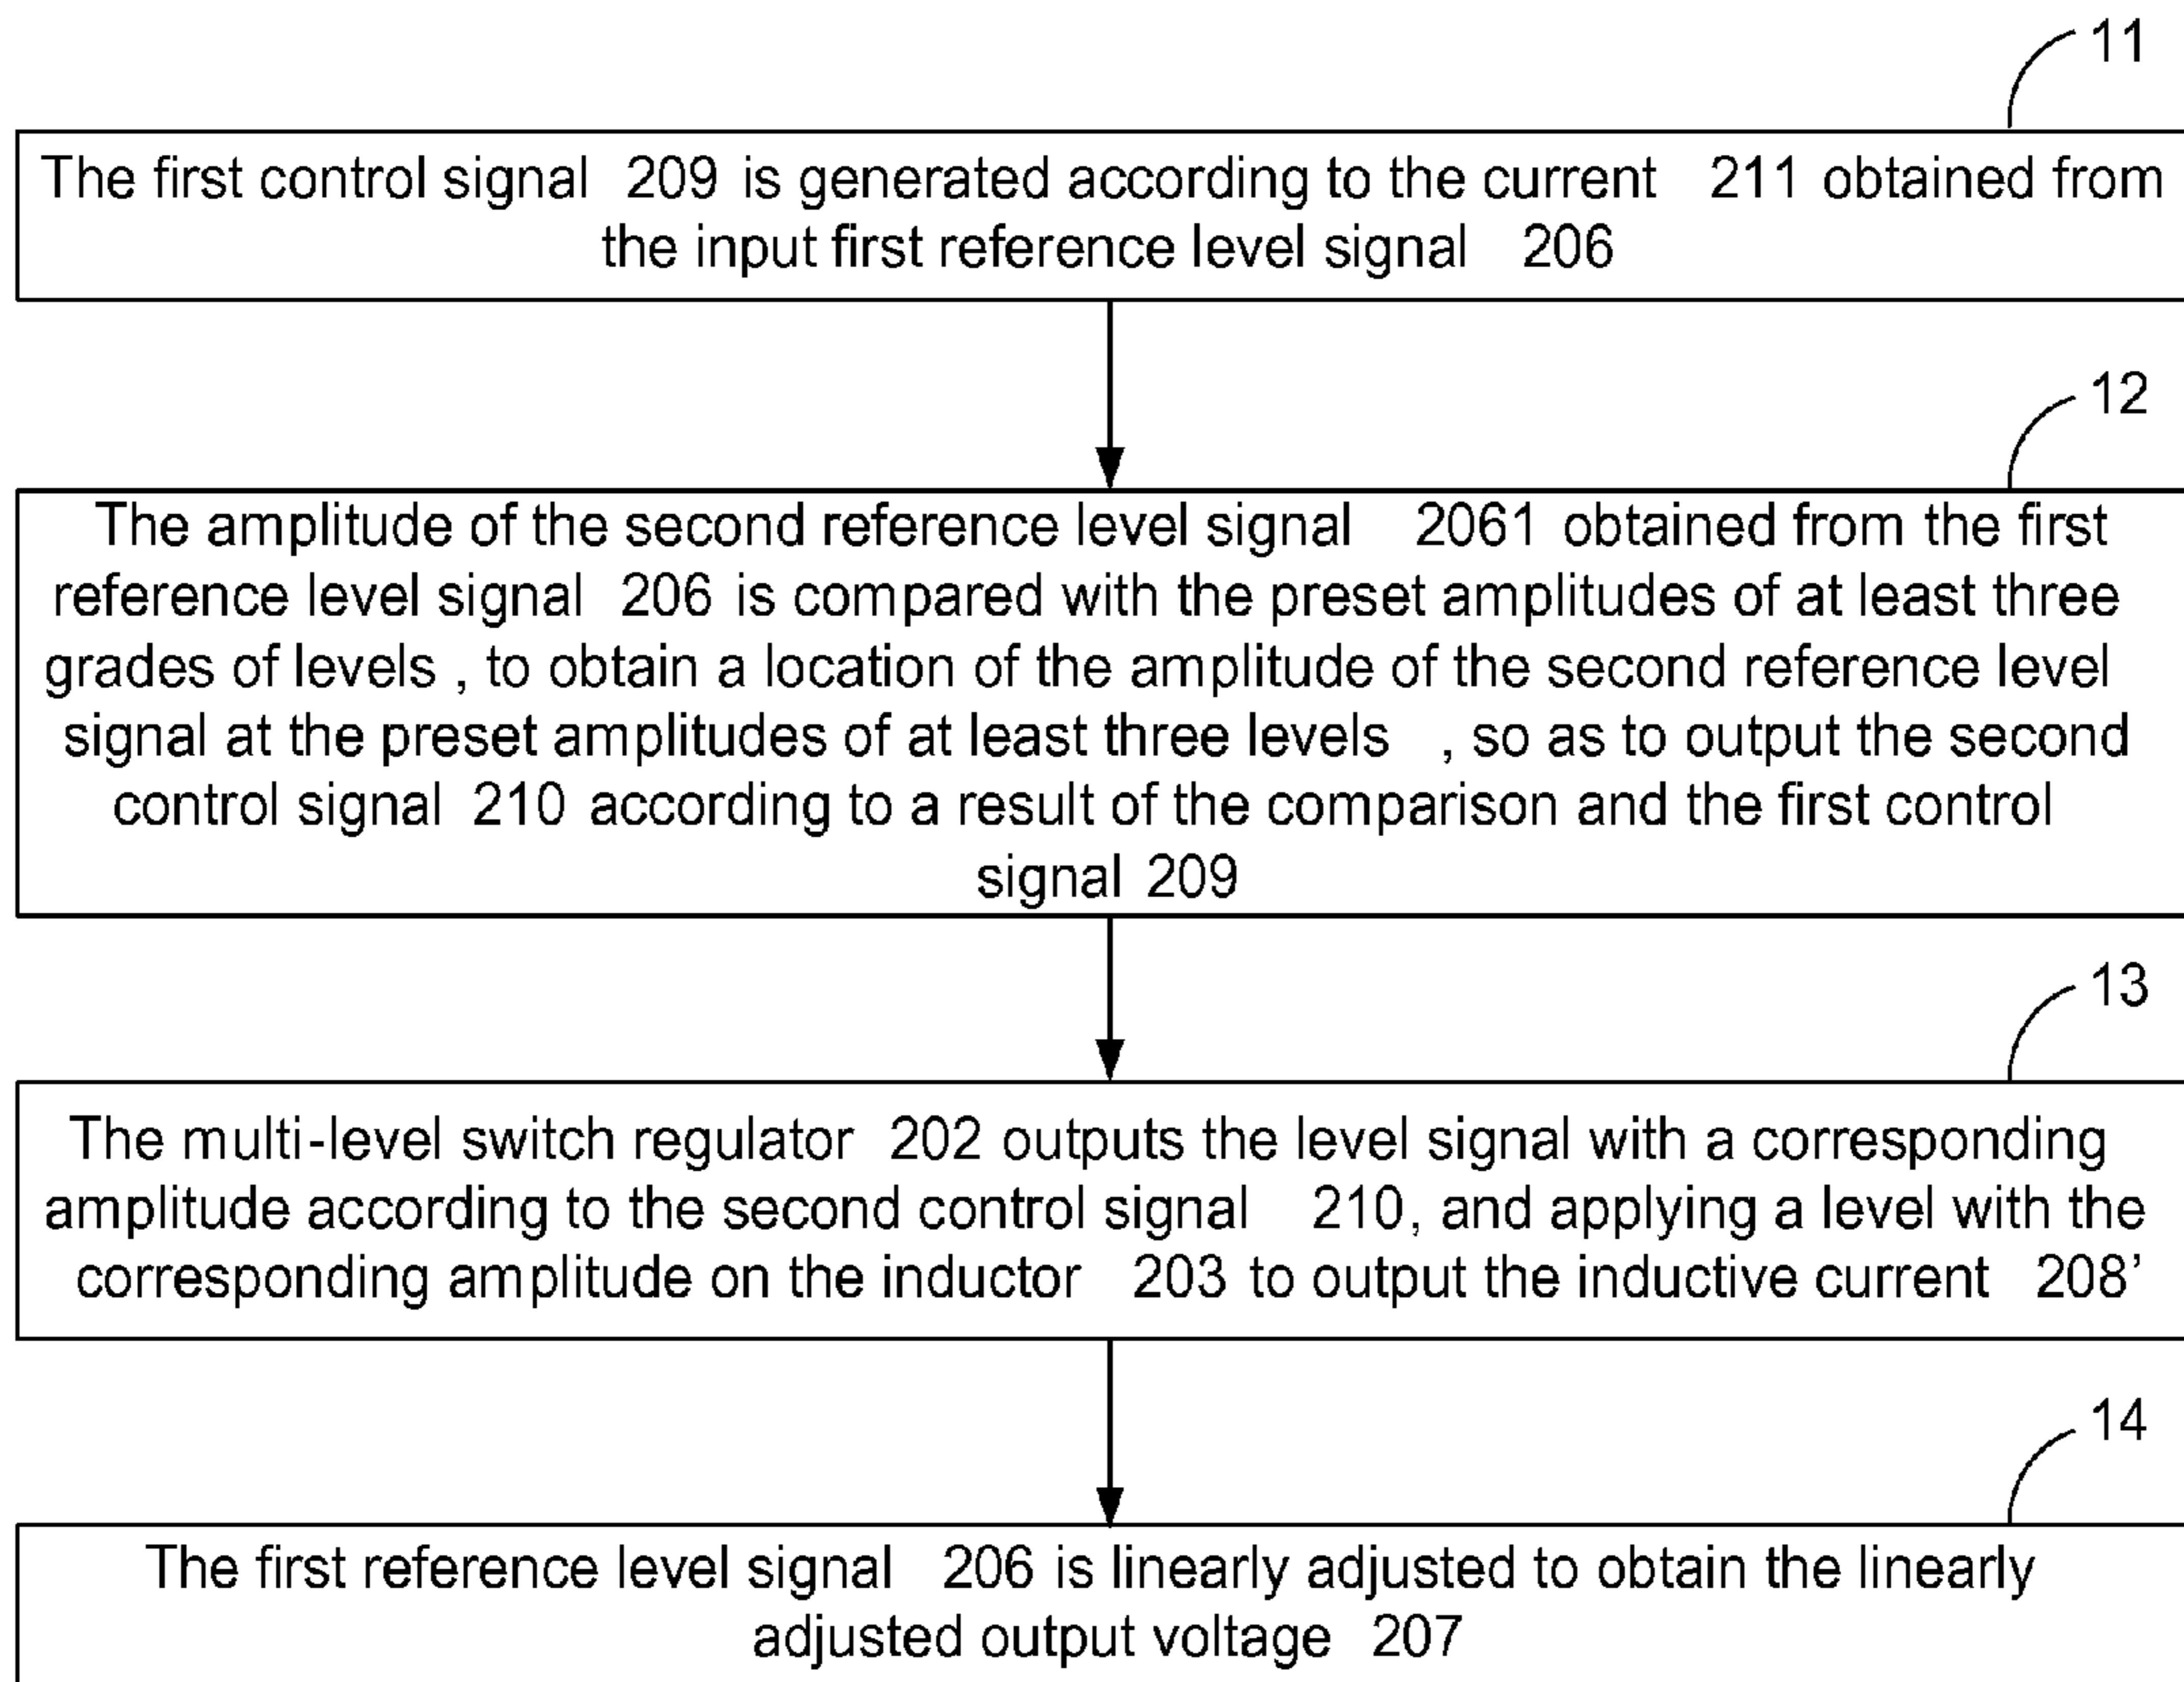 11
The first control signal 209 is generated according to the current 211 obtained from
the input first reference level signal 206
12
The amplitude of the second reference level signal 2061 obtained from the first
reference level signal 206 is compared with the preset amplitudes of at least three
grades of levels , to obtain a location of the amplitude of the second reference level
signal at the preset amplitudes of at least three levels , so as to output the second
control signal 210 according to a result of the comparison and the first control
signal 209
13
The multi-level switch regulator 202 outputs the level signal with a corresponding
amplitude according to the second control signal 210, and applying a level with the
corresponding amplitude on the inductor 203 to output the inductive current 208’
14
The first reference level signal 206 is linearly adjusted to obtain the linearly
adjusted output voltage 207